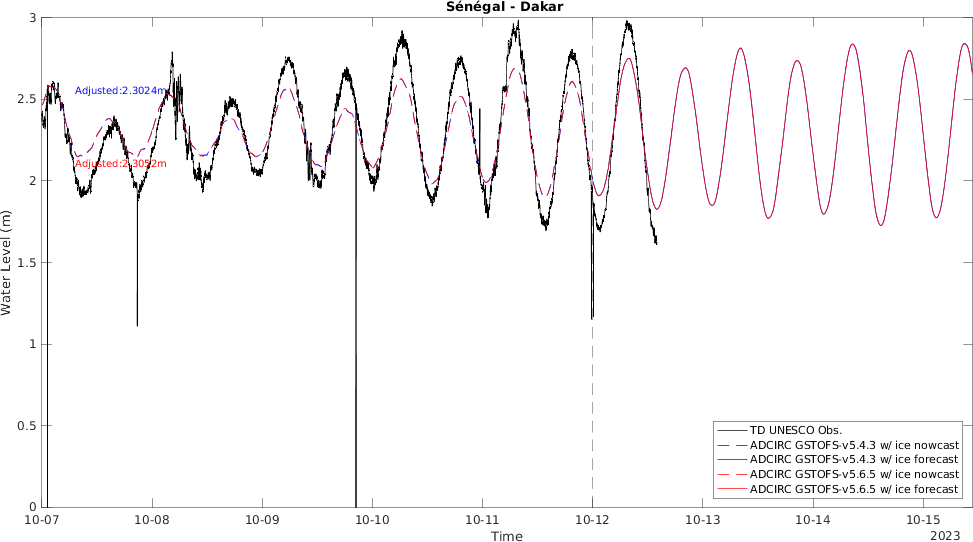 Sénégal - Dakar
3
2.5
2
1.5
1
0.5
0
Water Level (m)
Adjusted:2.3024m
Adjusted:2.3052m
TD UNESCO Obs.
ADCIRC GSTOFS-v5.4.3 w/ ice nowcast
ADCIRC GSTOFS-v5.4.3 w/ ice forecast
ADCIRC GSTOFS-v5.6.5 w/ ice nowcast
ADCIRC GSTOFS-v5.6.5 w/ ice forecast
10-07 10-08 10-09 10-10 10-11 10-12 10-13 10-14 10-15
Time
2023